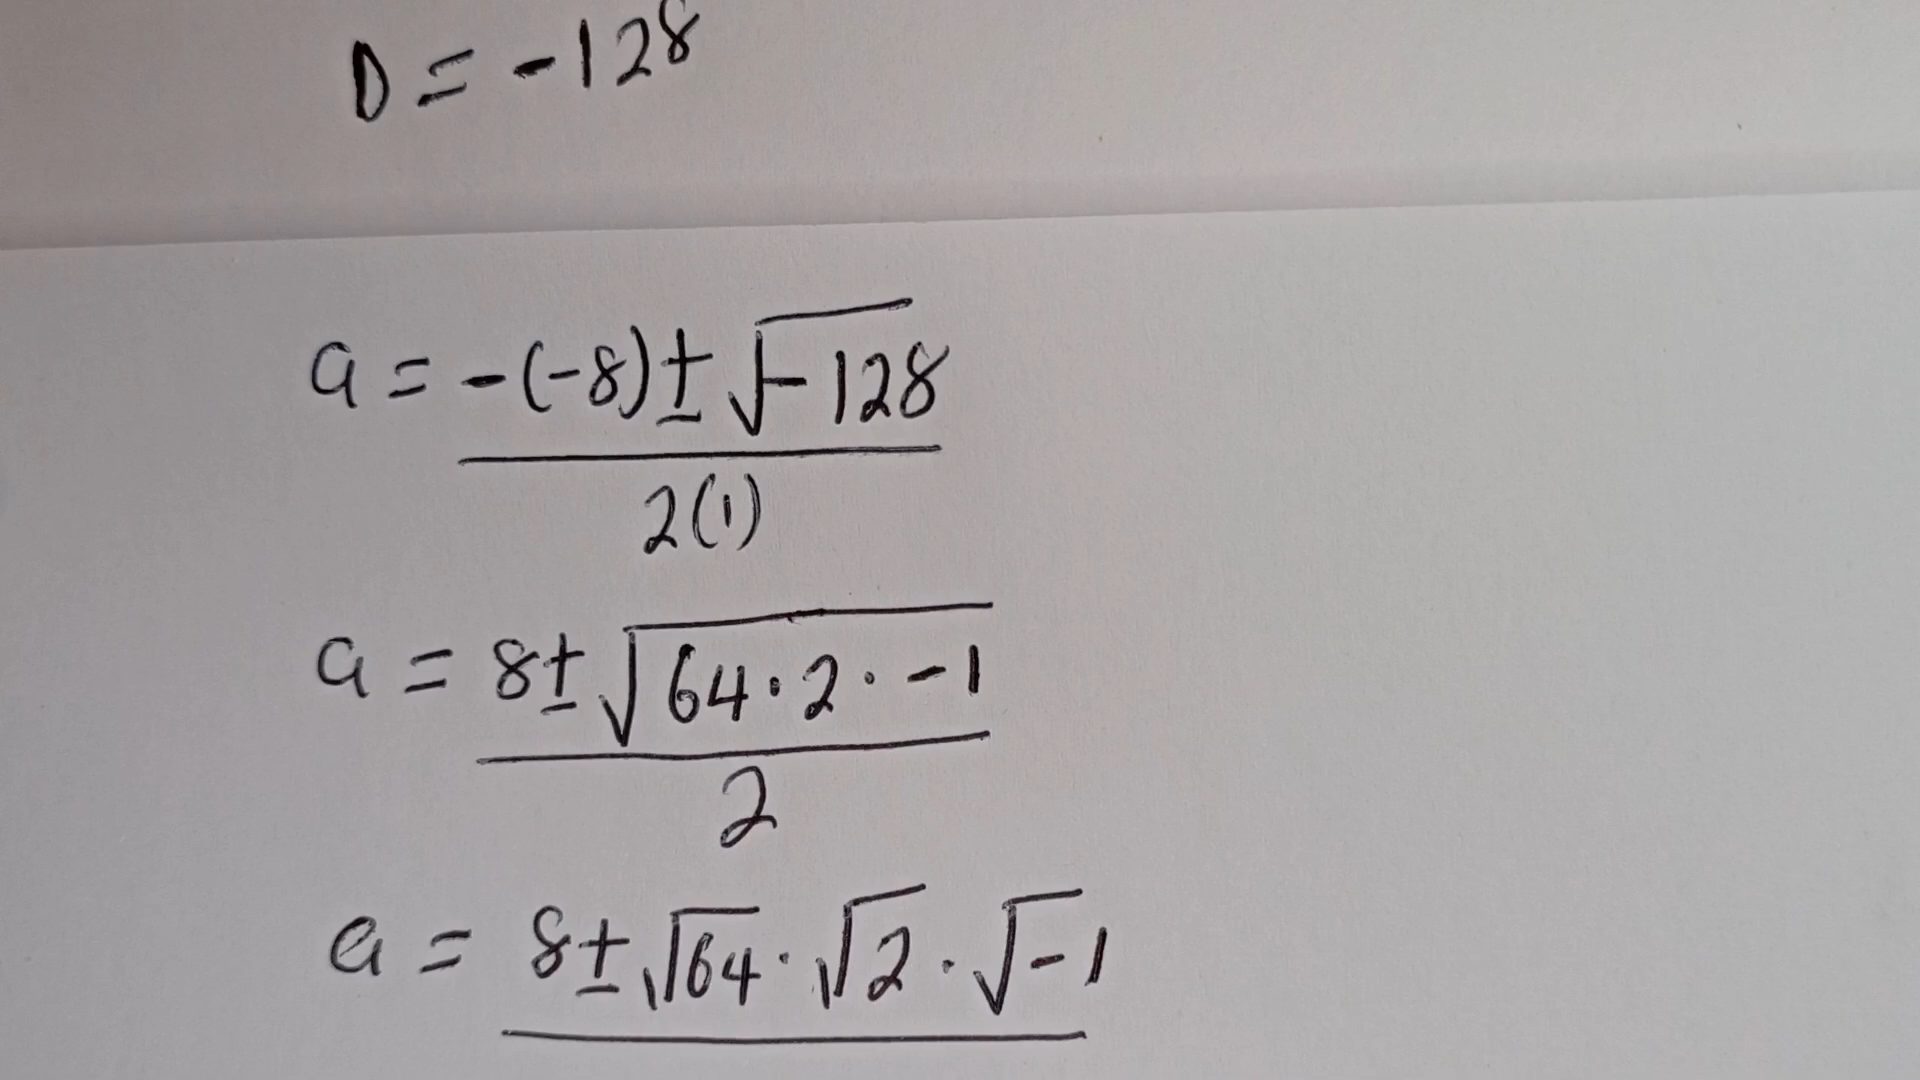 D = -128
a = -(-8) ± √-128
2(1)
a = 8 ± √64 · 2 · -1
2
a = 8 ± √64 · √2 · √-1